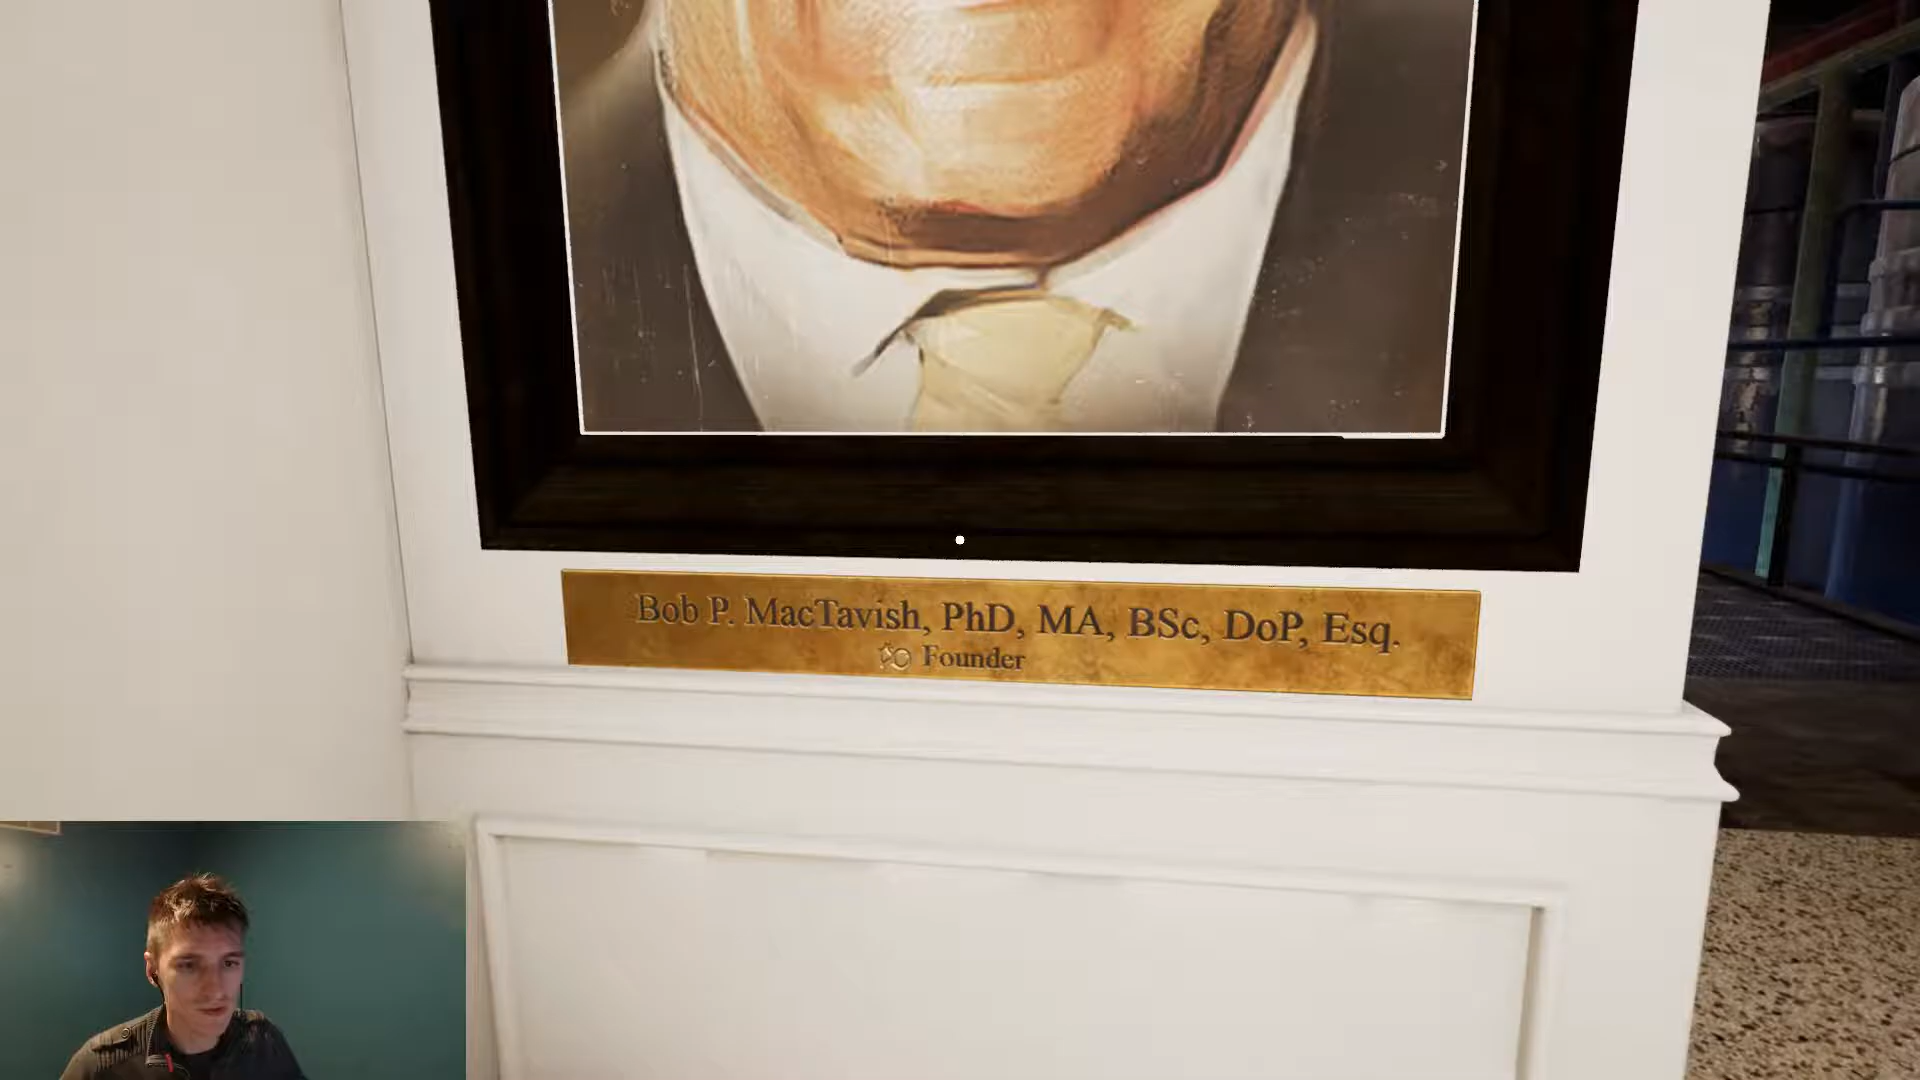 Bob P. MacTavish, PhD, MA, BSc, DoP, Esq.
Founder